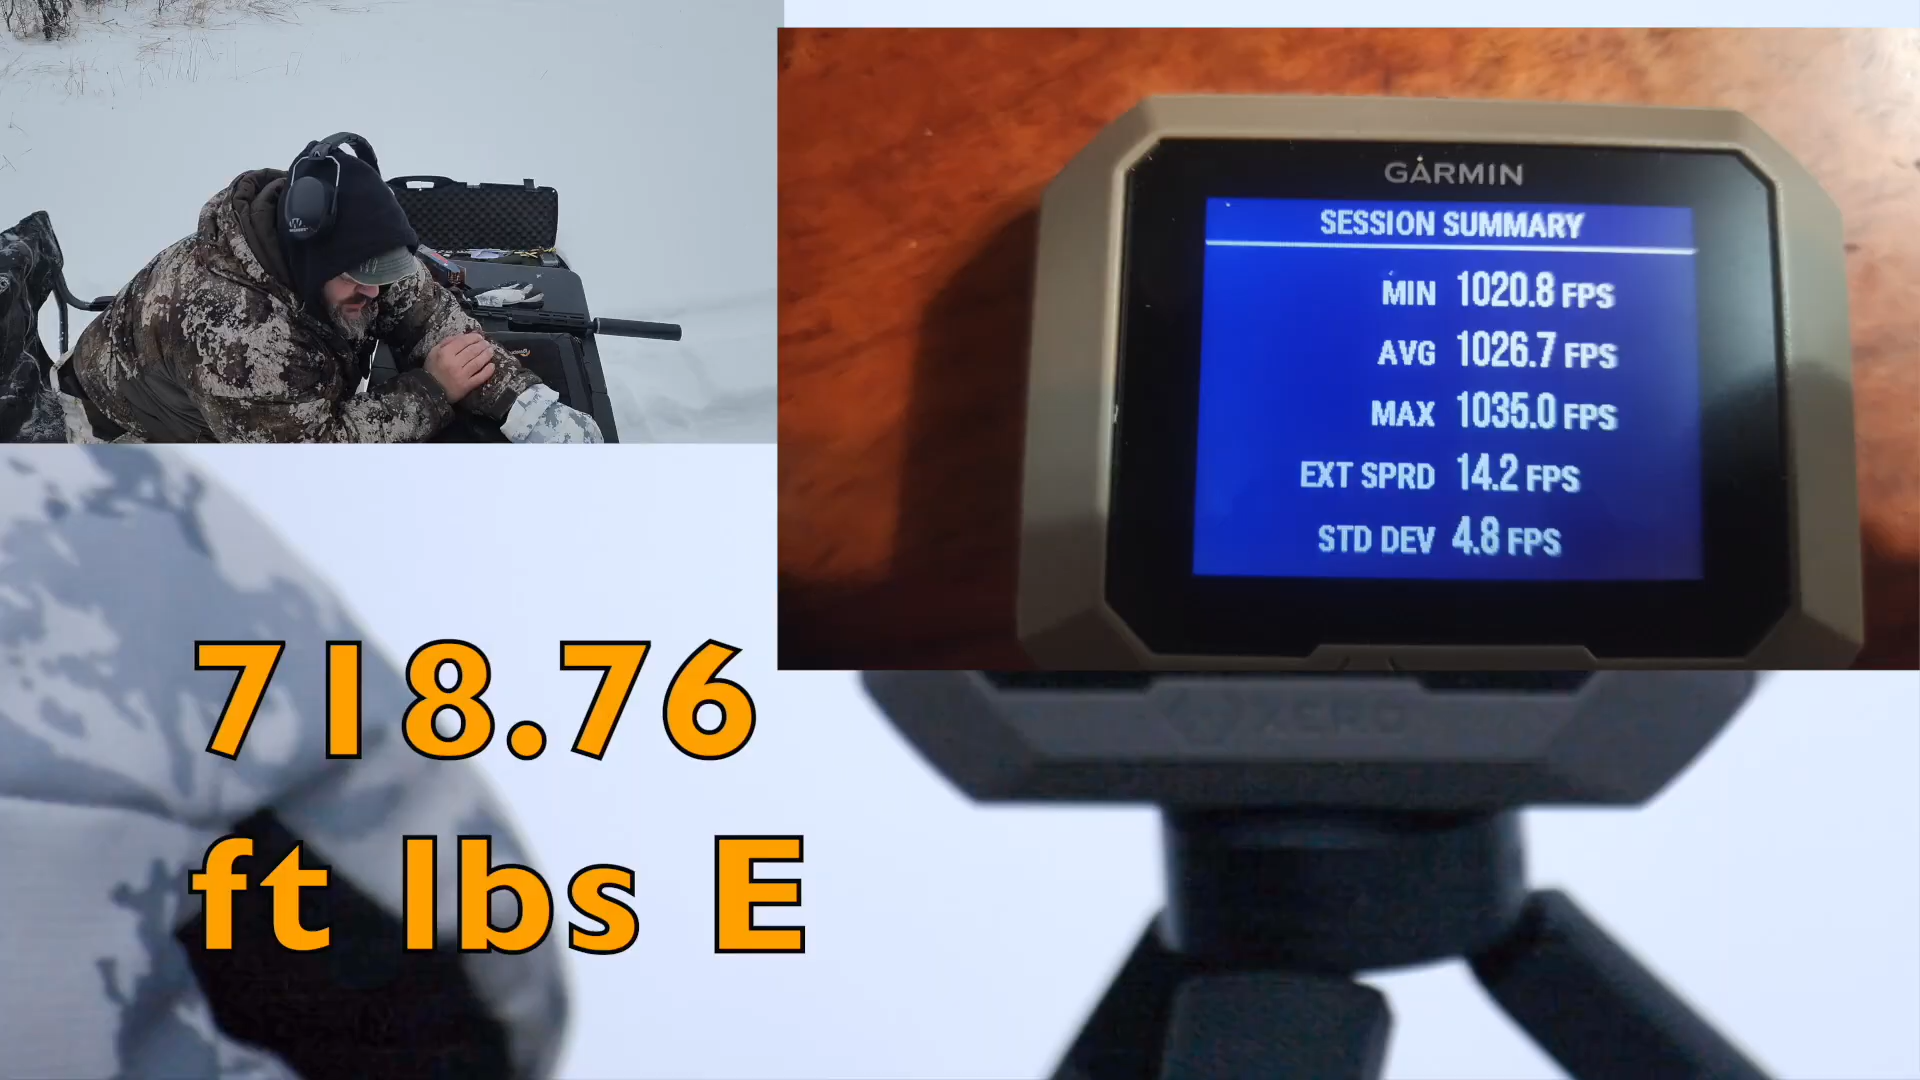 GARMIN
SESSION SUMMARY
MIN 1020.8 FPS
AVG 1026.7 FPS
MAX 1035.0 FPS
EXT SPRD 14.2 FPS
STD DEV 4.8 FPS
XERO
718.76
ft lbs E